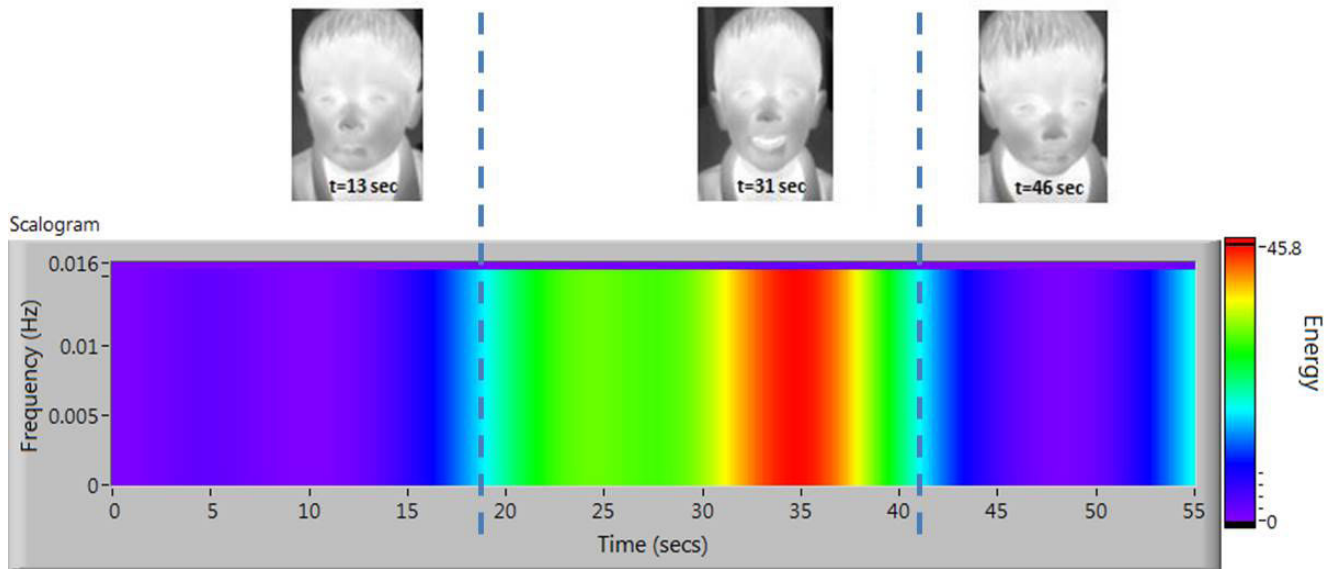 t=13 sec
t=31 sec
t=46 sec
Scalogram
0.016
0.01
0.005
0
Frequency (Hz)
0 5 10 15 20 25 30 35 40 45 50 55
Time (secs)
45.8
0
Energy